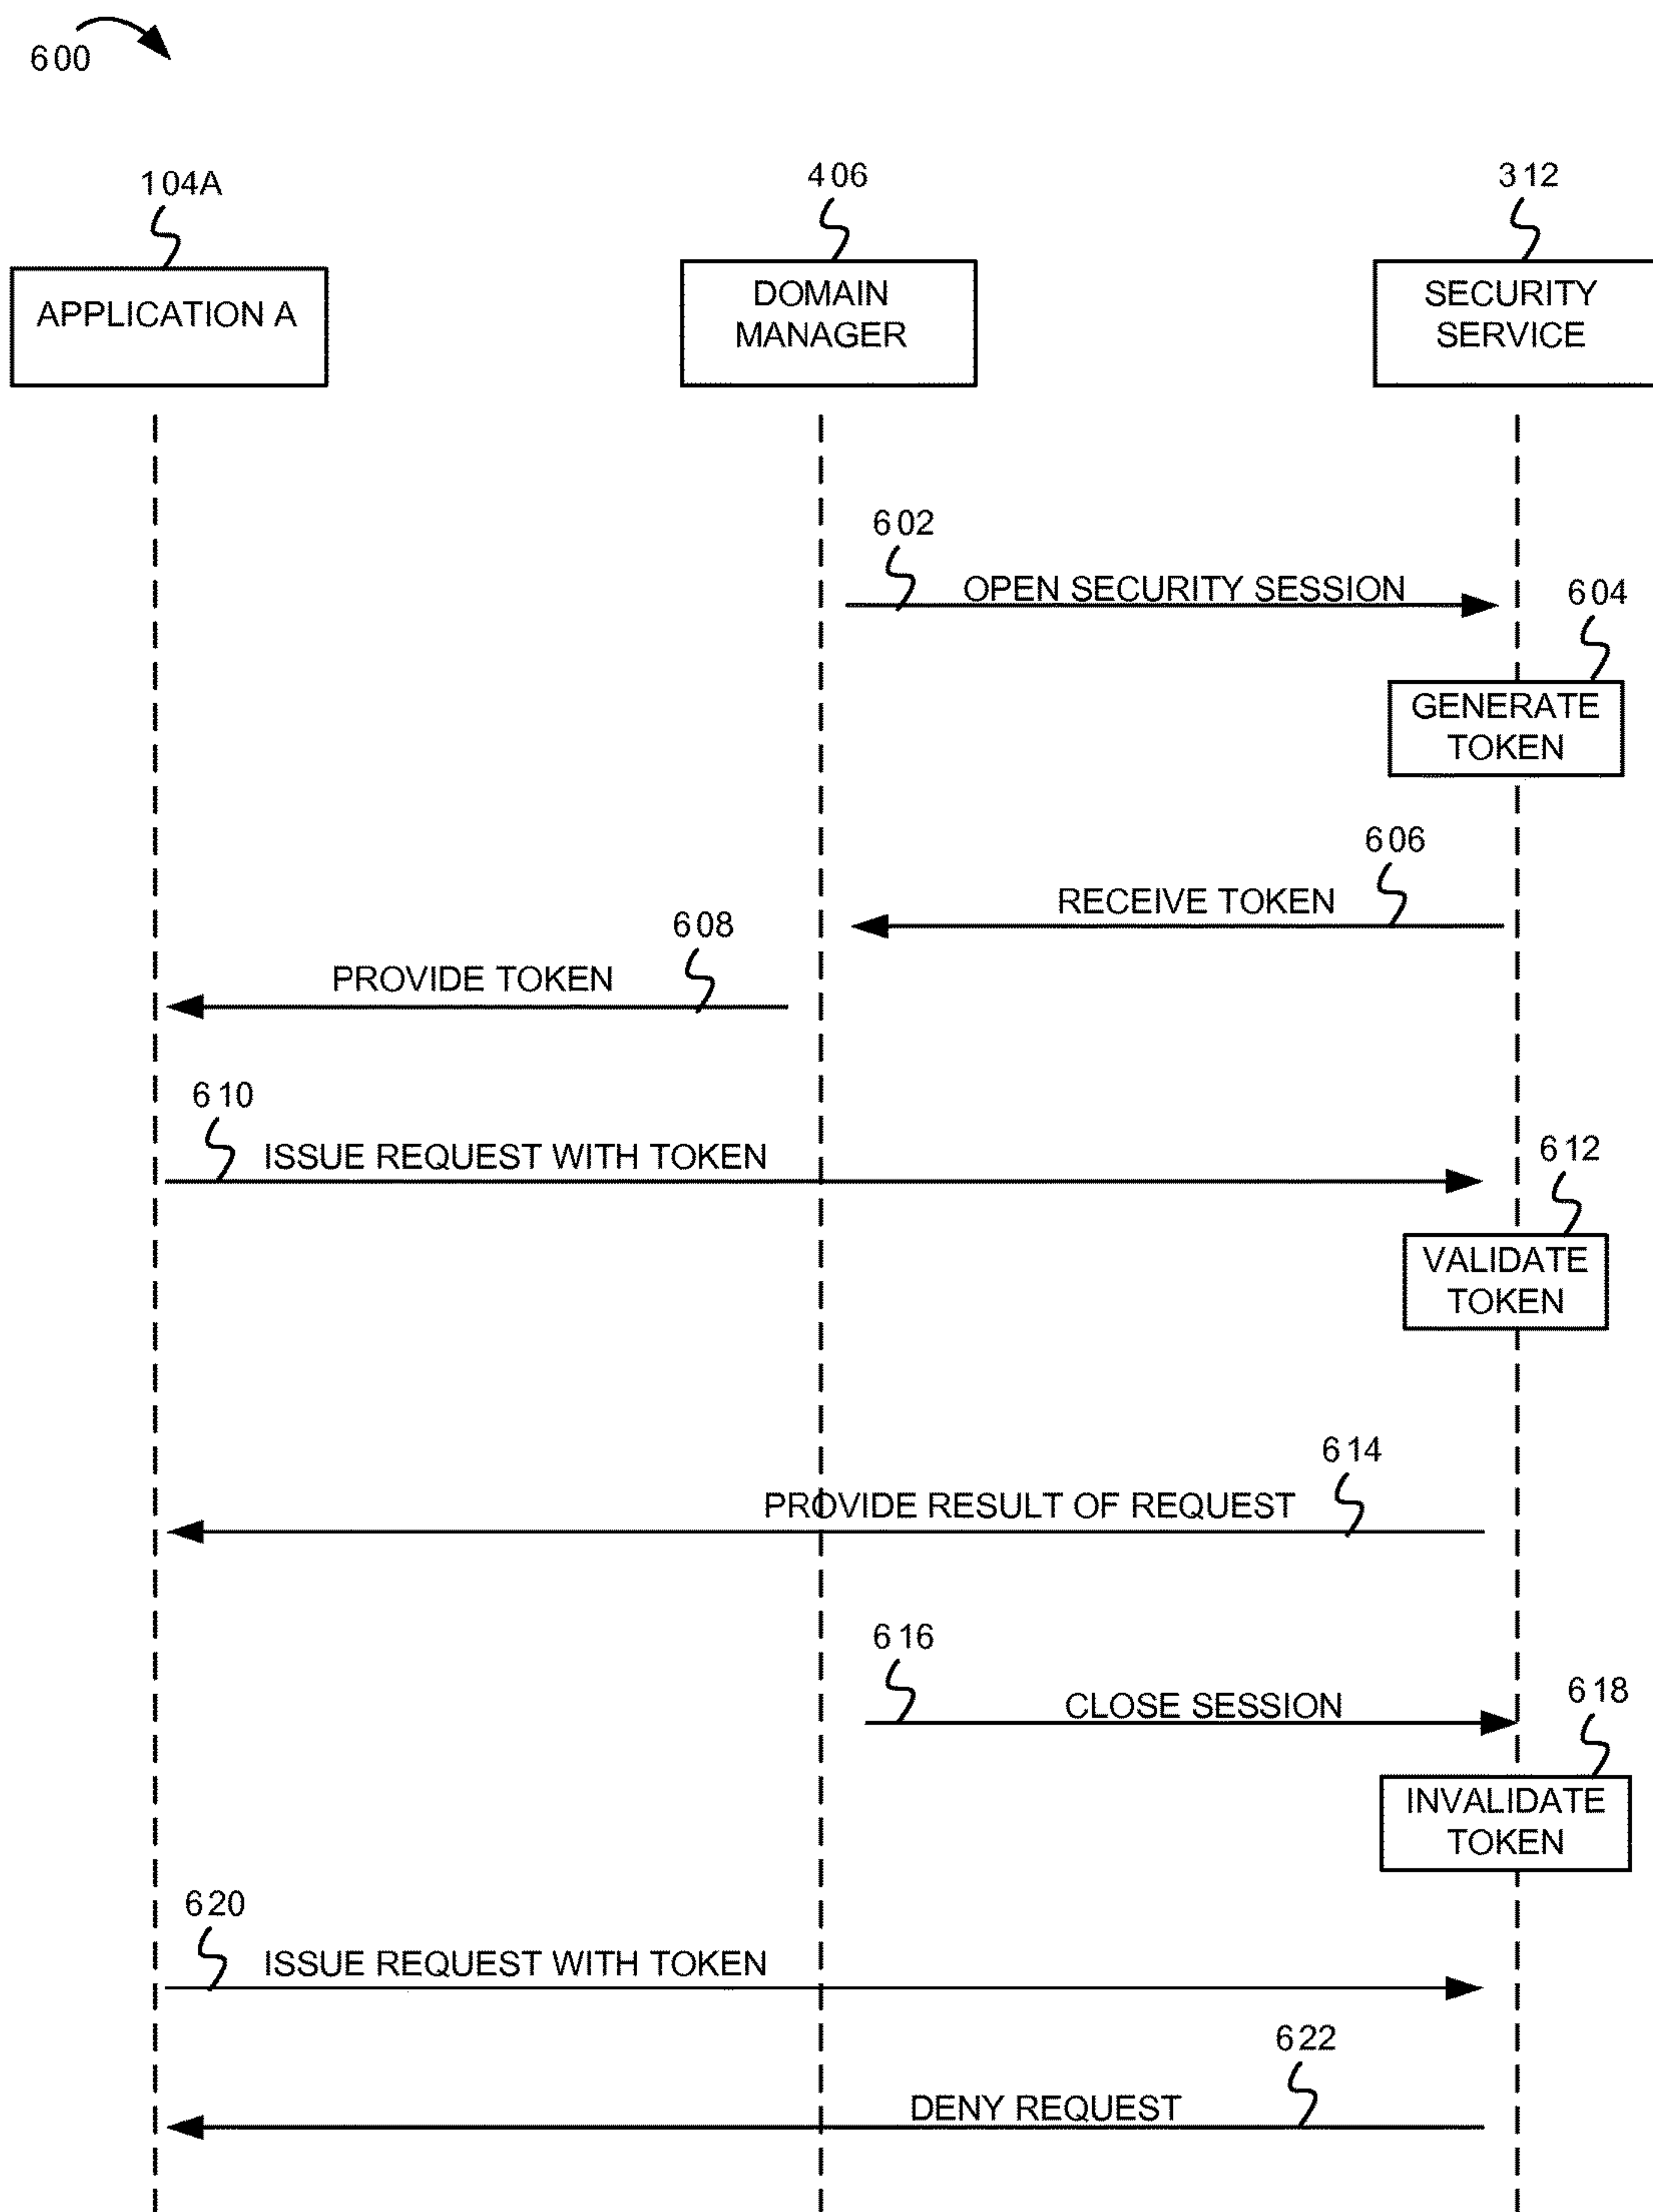 600
104A
406
312
APPLICATION A
DOMAIN
MANAGER
SECURITY
SERVICE
602
OPEN SECURITY SESSION
604
GENERATE
TOKEN
606
RECEIVE TOKEN
608
PROVIDE TOKEN
610
ISSUE REQUEST WITH TOKEN
612
VALIDATE
TOKEN
614
PROVIDE RESULT OF REQUEST
616
CLOSE SESSION
618
INVALIDATE
TOKEN
620
ISSUE REQUEST WITH TOKEN
622
DENY REQUEST